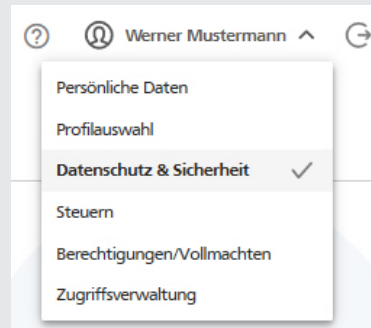 Werner Mustermann
Persönliche Daten
Profilauswahl
Datenschutz & Sicherheit
Steuern
Berechtigungen/Vollmachten
Zugriffsverwaltung